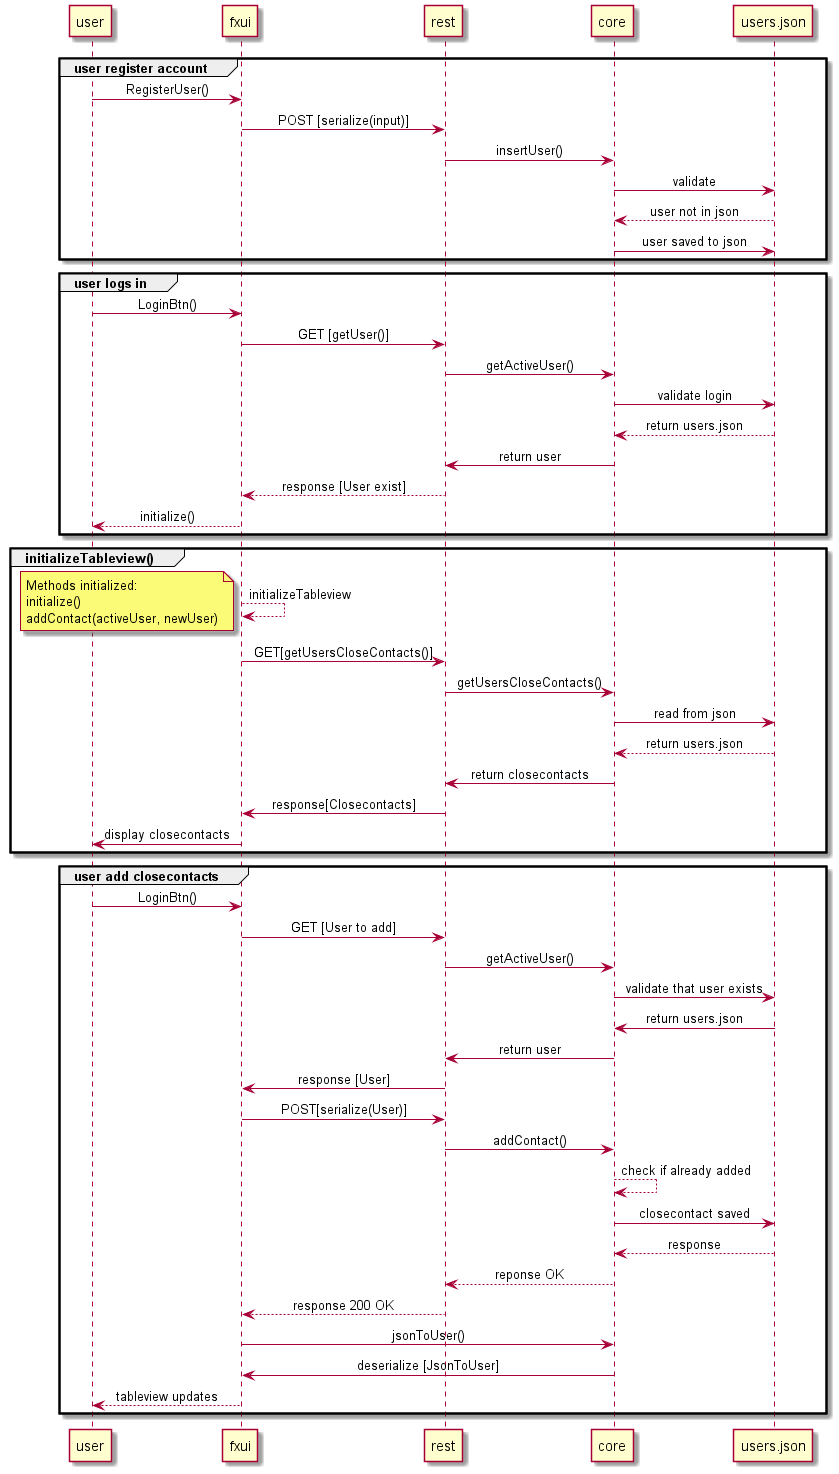 user fxui rest core users.json
user register account
RegisterUser()
POST [serialize(input)]
insertUser()
validate
user not in json
user saved to json
user logs in
LoginBtn()
GET [getUser()]
getActiveUser()
validate login
return users.json
return user
response [User exist]
initialize()
initializeTableview()
Methods initialized:
initialize()
addContact(activeUser, newUser)
initializeTableview
GET[getUsersCloseContacts()]
getUsersCloseContacts()
read from json
return users.json
return closecontacts
response[Closecontacts]
display closecontacts
user add closecontacts
LoginBtn()
GET [User to add]
getActiveUser()
validate that user exists
return users.json
return user
response [User]
POST[serialize(User)]
addContact()
check if already added
closecontact saved
response
reponse OK
response 200 OK
jsonToUser()
deserialize [JsonToUser]
tableview updates
user fxui rest core users.json